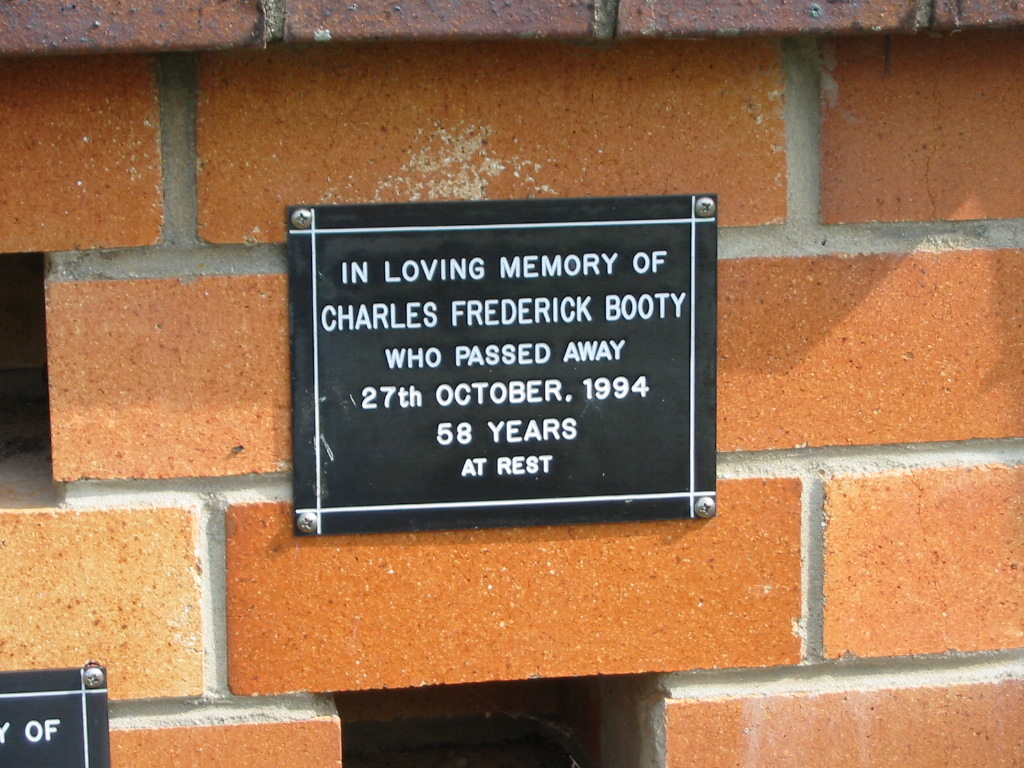 IN LOVING MEMORY OF
CHARLES FREDERICK BOOTY
WHO PASSED AWAY
27th OCTOBER, 1994
58 YEARS
AT REST
Y OF